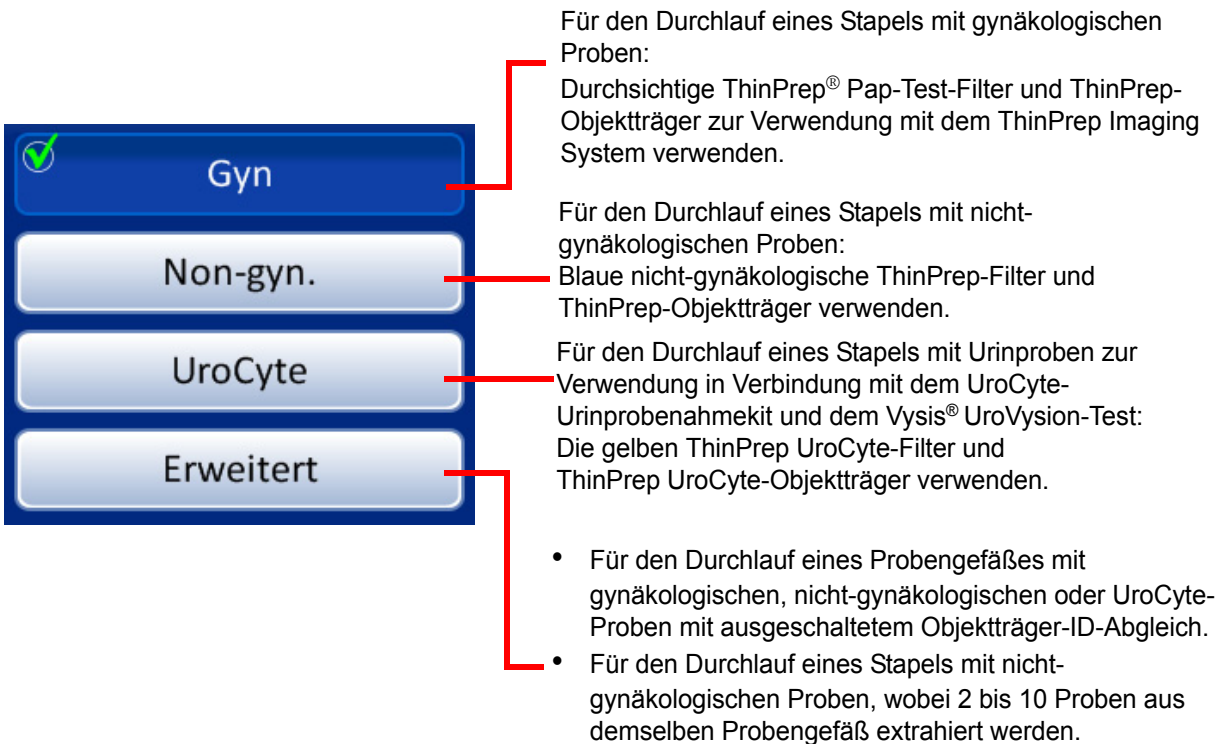 Für den Durchlauf eines Stapels mit gynäkologischen
Proben:
Durchsichtige ThinPrep® Pap-Test-Filter und ThinPrep-
Objektträger zur Verwendung mit dem ThinPrep Imaging
System verwenden.
Gyn
Für den Durchlauf eines Stapels mit nicht-
gynäkologischen Proben:
Blaue nicht-gynäkologische ThinPrep-Filter und
ThinPrep-Objektträger verwenden.
Non-gyn.
Für den Durchlauf eines Stapels mit Urinproben zur
Verwendung in Verbindung mit dem UroCyte-
Urinprobenahmekit und dem Vysis® UroVysion-Test:
Die gelben ThinPrep UroCyte-Filter und
ThinPrep UroCyte-Objektträger verwenden.
UroCyte
Erweitert
• Für den Durchlauf eines Probengefäßes mit
gynäkologischen, nicht-gynäkologischen oder UroCyte-
Proben mit ausgeschaltetem Objektträger-ID-Abgleich.
• Für den Durchlauf eines Stapels mit nicht-
gynäkologischen Proben, wobei 2 bis 10 Proben aus
demselben Probengefäß extrahiert werden.